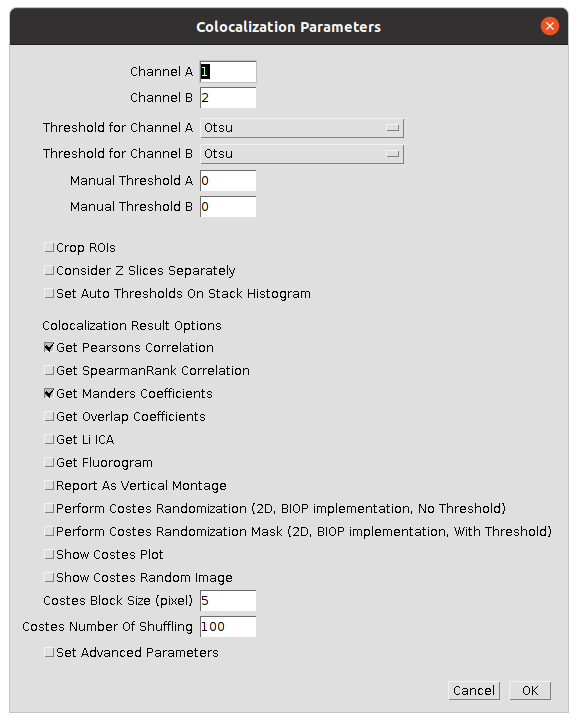 Colocalization Parameters
Channel A 1
Channel B 2
Threshold for Channel A Otsu
Threshold for Channel B Otsu
Manual Threshold A 0
Manual Threshold B 0
Crop ROIs
Consider Z Slices Separately
Set Auto Thresholds On Stack Histogram
Colocalization Result Options
Get Pearsons Correlation
Get SpearmanRank Correlation
Get Manders Coefficients
Get Overlap Coefficients
Get Li ICA
Get Fluorogram
Report As Vertical Montage
Perform Costes Randomization (2D, BIOP implementation, No Threshold)
Perform Costes Randomization Mask (2D, BIOP implementation, With Threshold)
Show Costes Plot
Show Costes Random Image
Costes Block Size (pixel) 5
Costes Number Of Shuffling 100
Set Advanced Parameters
Cancel OK